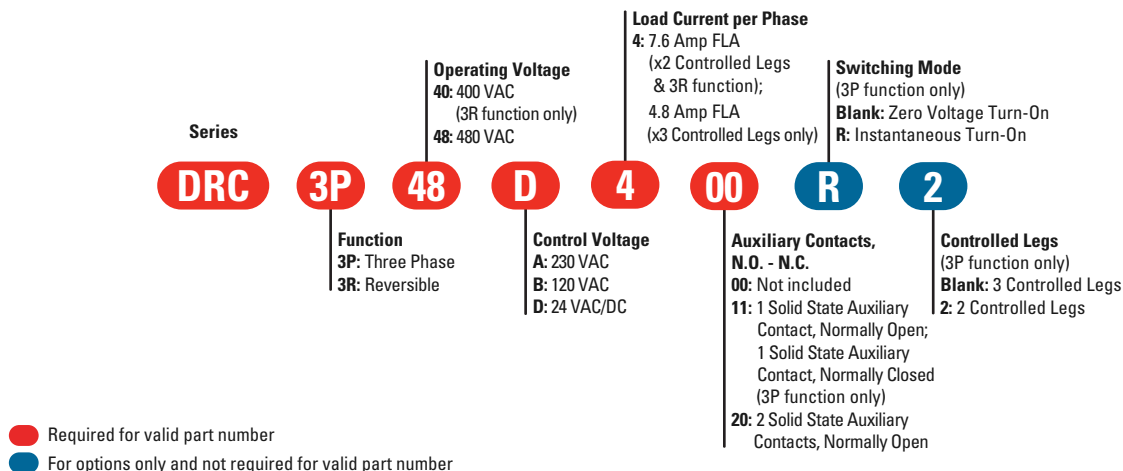 Load Current per Phase
4: 7.6 Amp FLA
(x2 Controlled Legs
& 3R function);
4.8 Amp FLA
(x3 Controlled Legs only)
Operating Voltage
40: 400 VAC
(3R function only)
48: 480 VAC
Switching Mode
(3P function only)
Blank: Zero Voltage Turn-On
R: Instantaneous Turn-On
Series
DRC 3P 48 D 4 00 R 2
Function
3P: Three Phase
3R: Reversible
Control Voltage
A: 230 VAC
B: 120 VAC
D: 24 VAC/DC
Auxiliary Contacts,
N.O. - N.C.
00: Not included
11: 1 Solid State Auxiliary
Contact, Normally Open;
1 Solid State Auxiliary
Contact, Normally Closed
(3P function only)
20: 2 Solid State Auxiliary
Contacts, Normally Open
Controlled Legs
(3P function only)
Blank: 3 Controlled Legs
2: 2 Controlled Legs
Required for valid part number
For options only and not required for valid part number